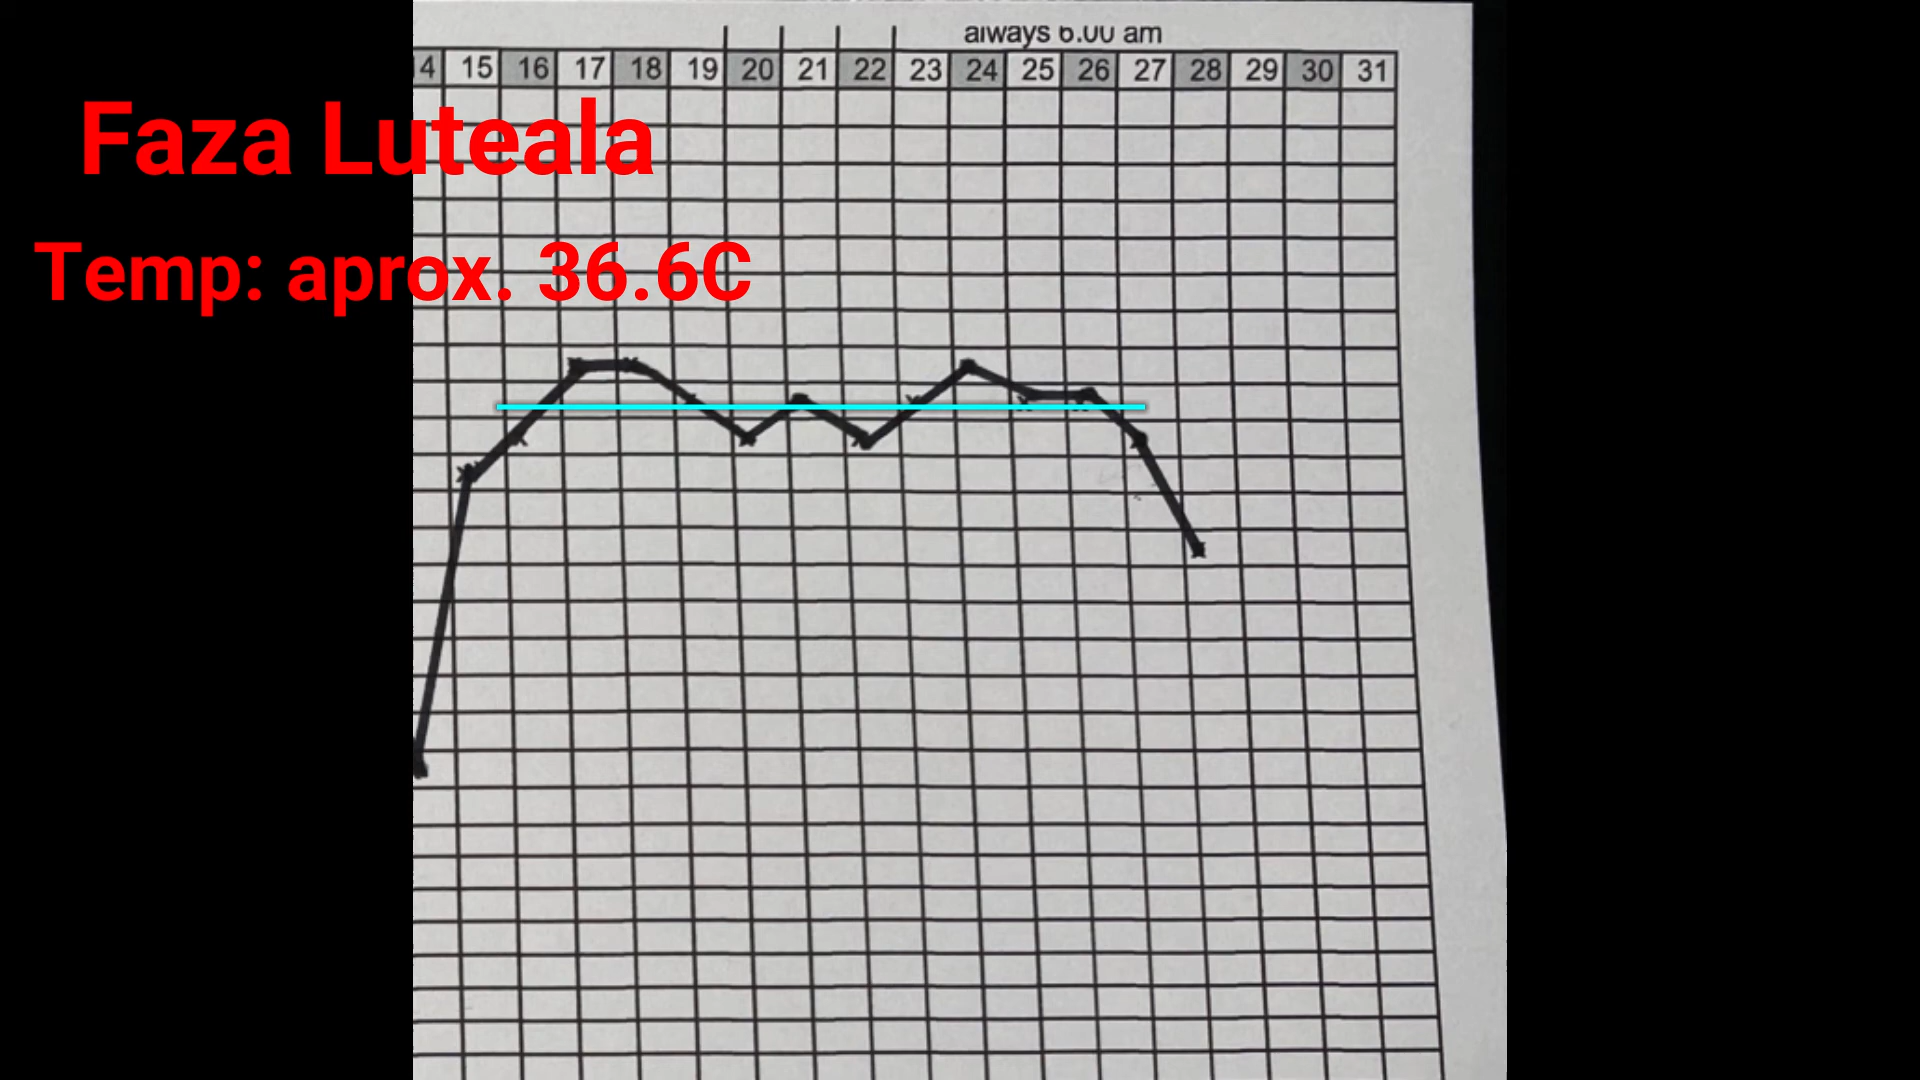 always 6.00 am
14 15 16 17 18 19 20 21 22 23 24 25 26 27 28 29 30 31
Faza Luteala
Temp: aprox. 36.6C